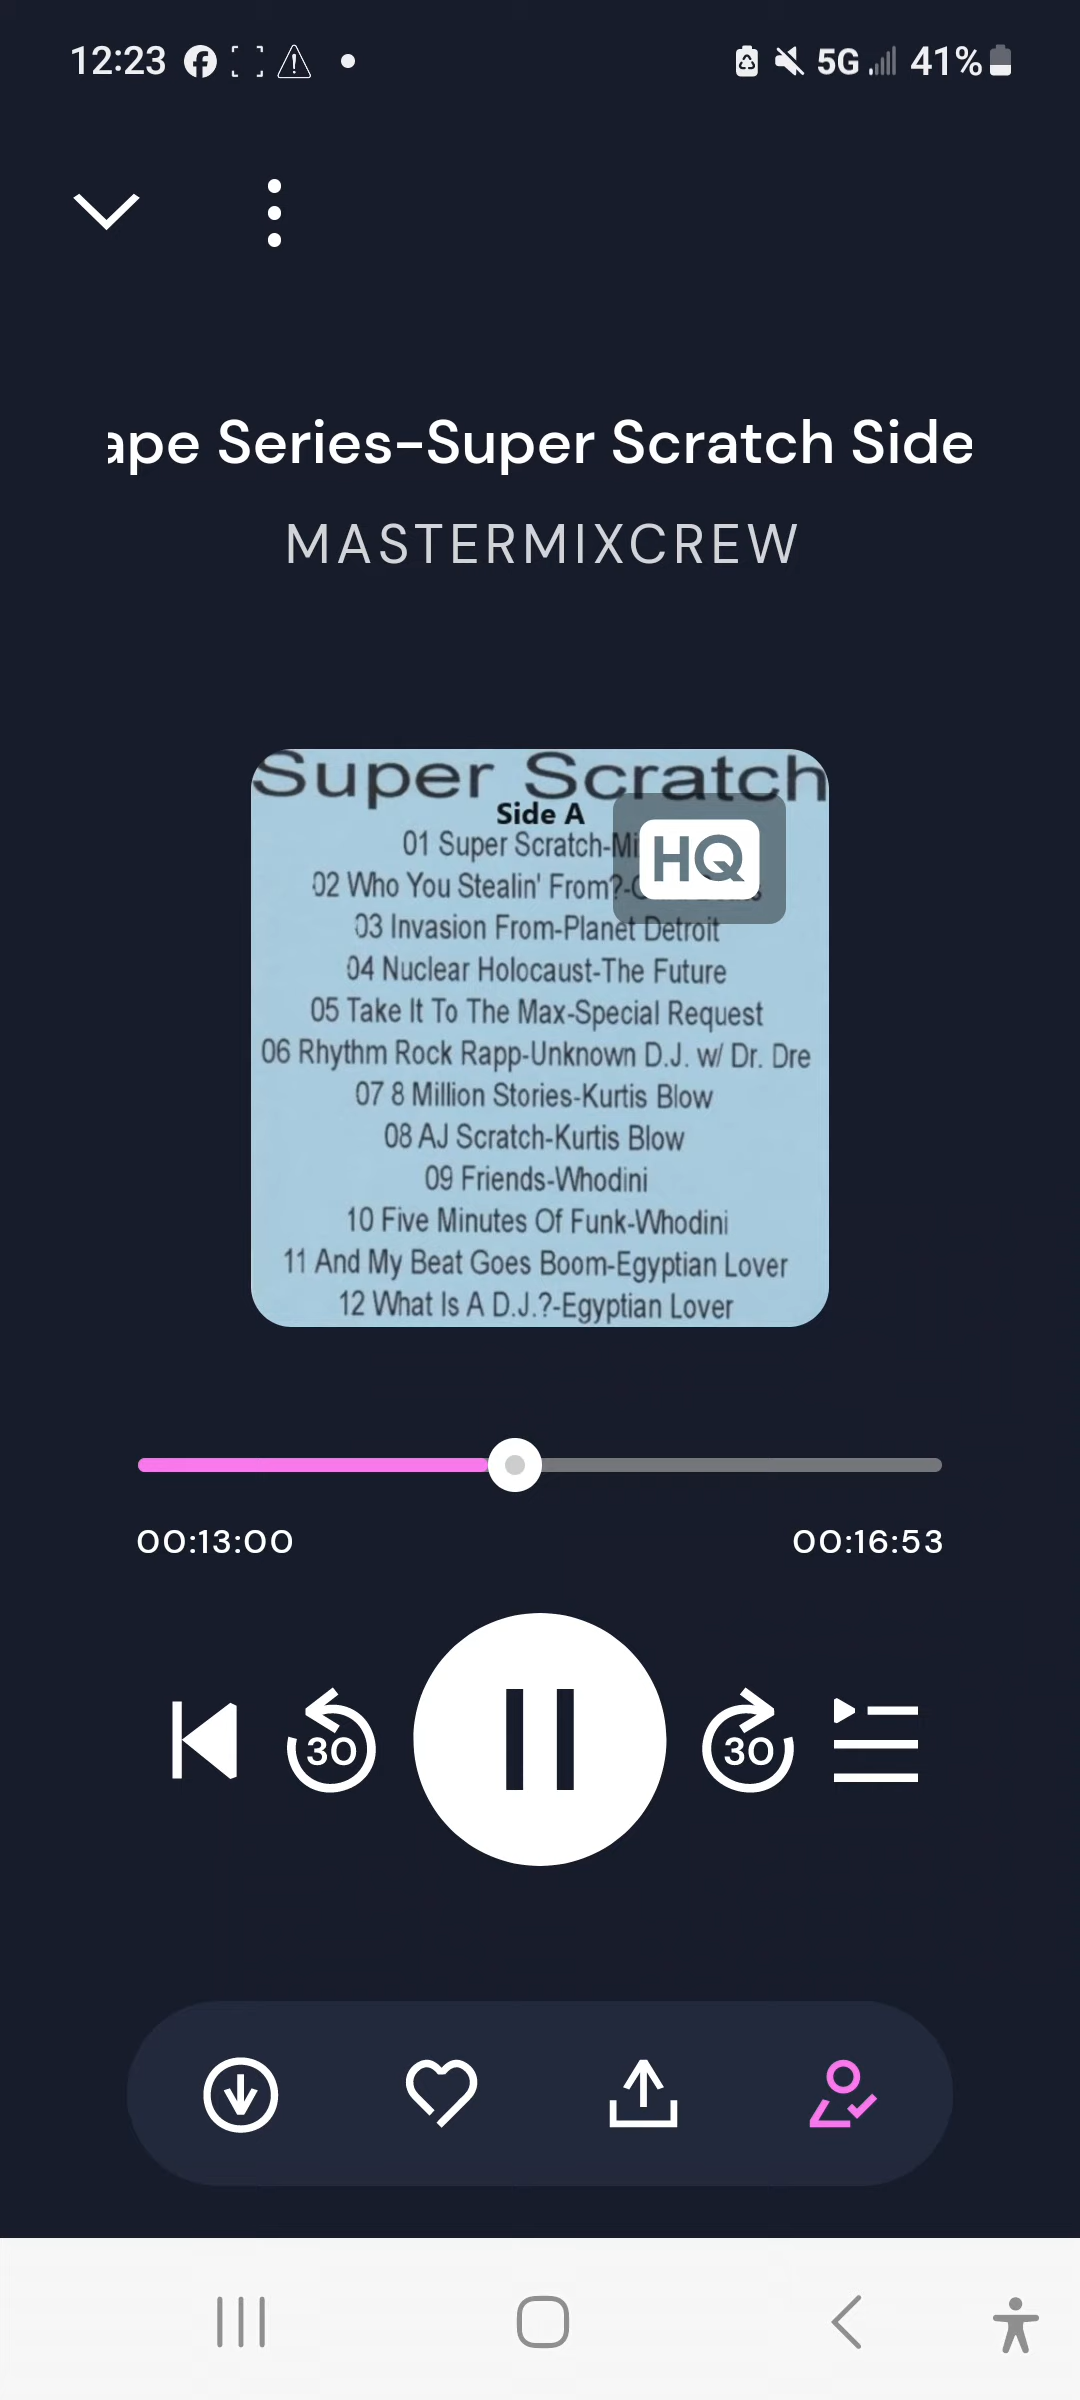 12:23 5G 41%
ape Series-Super Scratch Side
MASTERMIXCREW
Super Scratch
Side A
HQ
01 Super Scratch-Mi
02 Who You Stealin' From?-
03 Invasion From-Planet Detroit
04 Nuclear Holocaust-The Future
05 Take It To The Max-Special Request
06 Rhythm Rock Rapp-Unknown D.J. w/ Dr. Dre
07 8 Million Stories-Kurtis Blow
08 AJ Scratch-Kurtis Blow
09 Friends-Whodini
10 Five Minutes Of Funk-Whodini
11 And My Beat Goes Boom-Egyptian Lover
12 What Is A D.J.?-Egyptian Lover
00:13:00 00:16:53
30 30